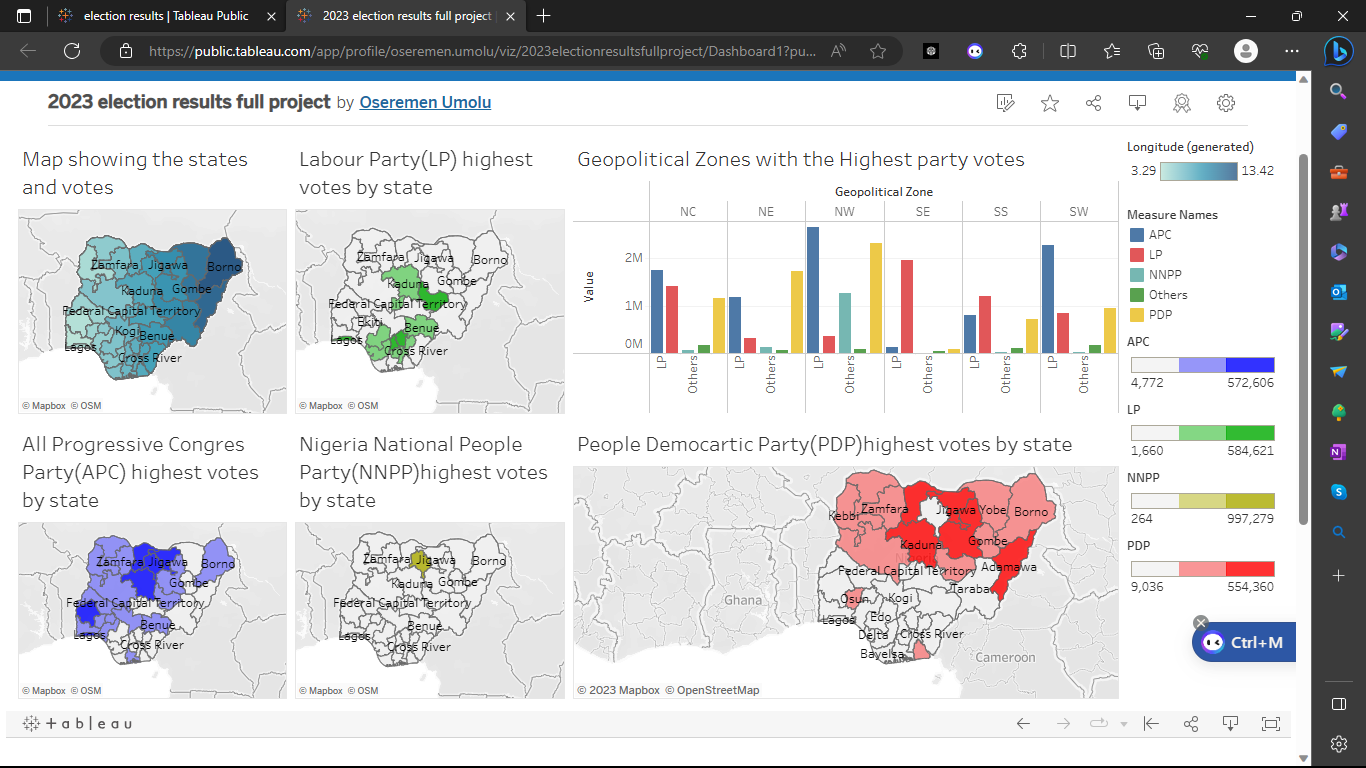 election results | Tableau Public
2023 election results full project
https://public.tableau.com/app/profile/oseremen.umolu/viz/2023electionresultsfullproject/Dashboard1?pu...
2023 election results full project by Oseremen Umolu
Map showing the states
and votes
Zamfara Jigawa Borno
Kaduna Gombe
Federal Capital Territory
Kogi Benue
Lagos
Cross River
© Mapbox © OSM
Labour Party(LP) highest
votes by state
Zamfara Jigawa Borno
Kaduna Gombe
Federal Capital Territory
Ekiti Benue
Lagos
Cross River
© Mapbox © OSM
Geopolitical Zones with the Highest party votes
Geopolitical Zone
NC NE NW SE SS SW
Value
2M
1M
0M
LP Others LP Others LP Others LP Others LP Others LP Others
Longitude (generated)
3.29 13.42
Measure Names
APC
LP
NNPP
Others
PDP
APC
4,772 572,606
LP
1,660 584,621
NNPP
264 997,279
PDP
9,036 554,360
All Progressive Congres
Party(APC) highest votes
by state
Zamfara Jigawa Borno
Gombe
Federal Capital Territory
Benue
Lagos
Cross River
© Mapbox © OSM
Nigeria National People
Party(NNPP)highest votes
by state
Zamfara Jigawa Borno
Kaduna Gombe
Federal Capital Territory
Benue
Lagos
Cross River
© Mapbox © OSM
People Democartic Party(PDP)highest votes by state
Kebbi Zamfara Jigawa Yobe Borno
Kaduna Gombe
Federal Capital Territory Adamawa
Taraba
Ghana Osun Kogi
Lagos Edo
Delta Cross River
Bayelsa Cameroon
© 2023 Mapbox © OpenStreetMap
Ctrl+M
+ableau